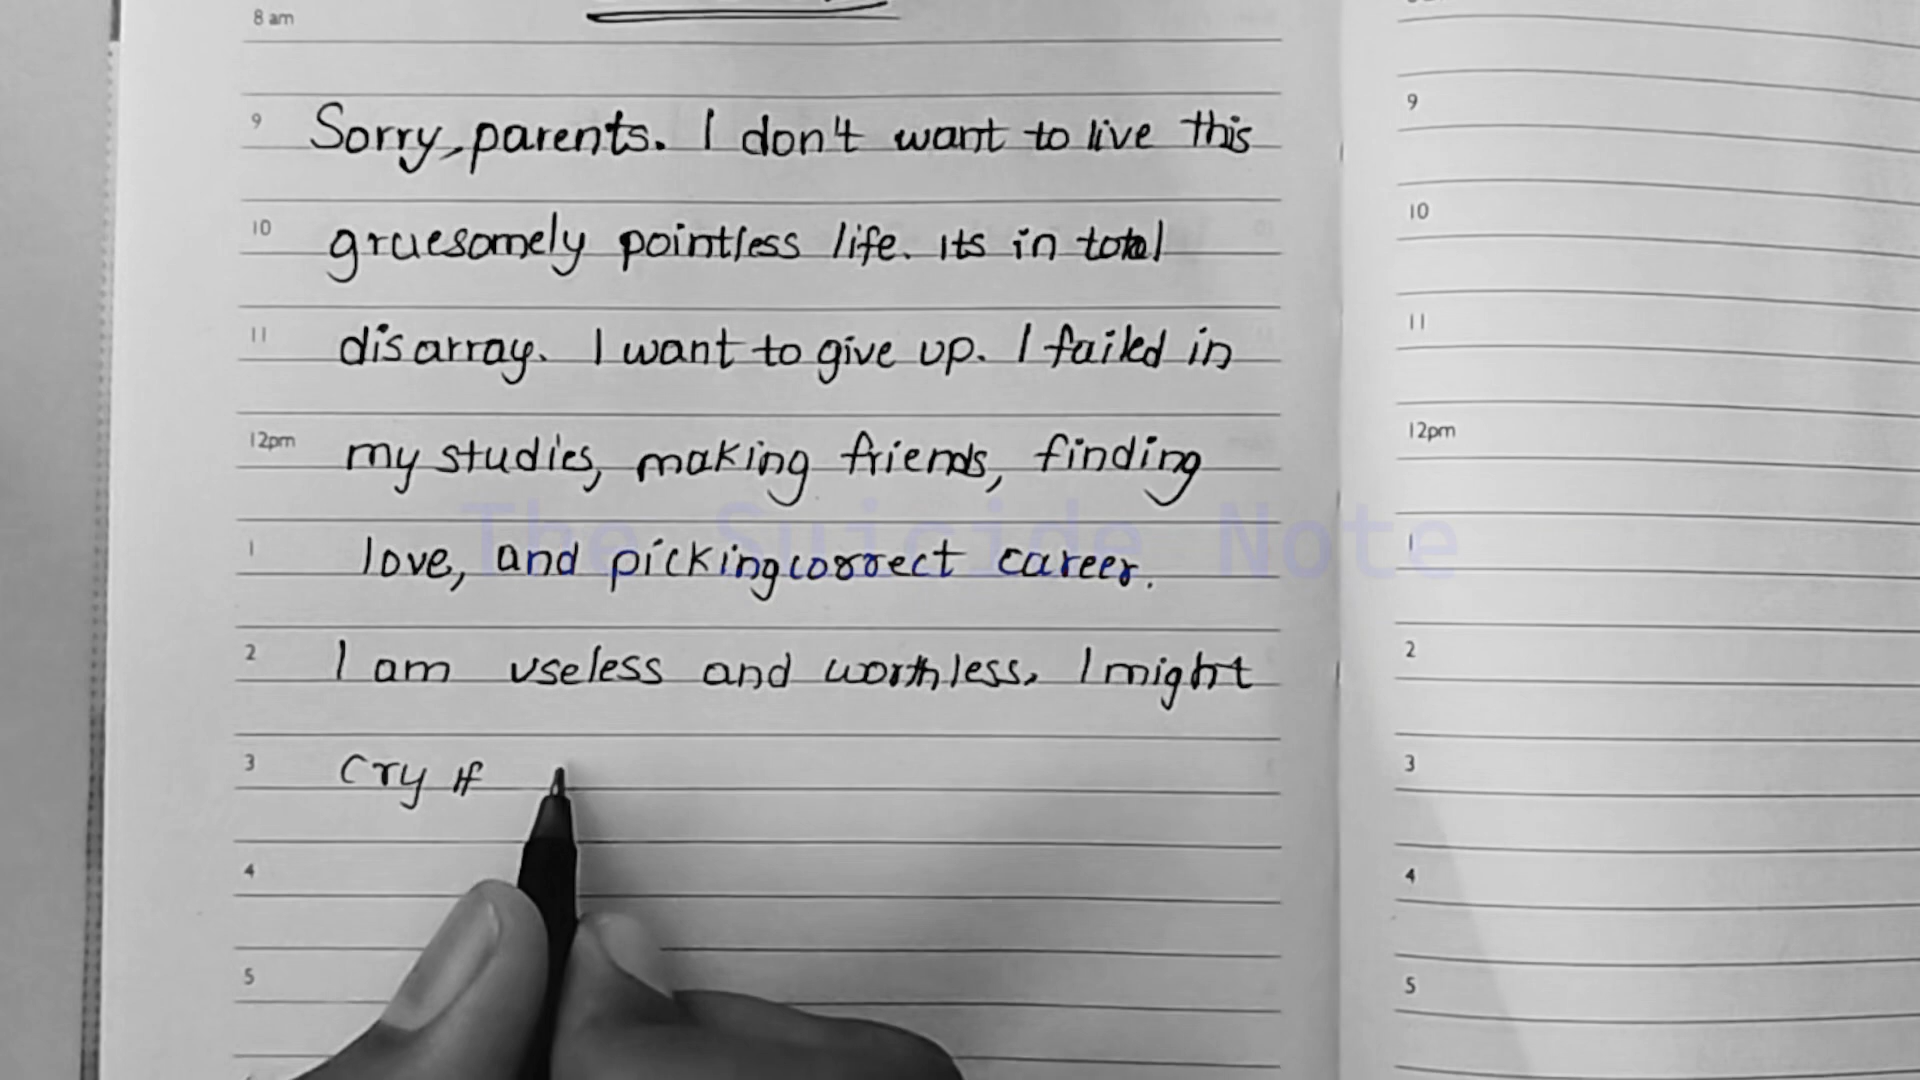 8 am
9 Sorry, parents. I don't want to live this
10 gruesomely pointless life. Its in total
11 disarray. I want to give up. I failed in
12pm my studies, making friends, finding
The Suicide Note
1 love, and picking correct career.
2 I am useless and worthless. I might
3 Cry if
4
5
9
10
11
12pm
1
2
3
4
5